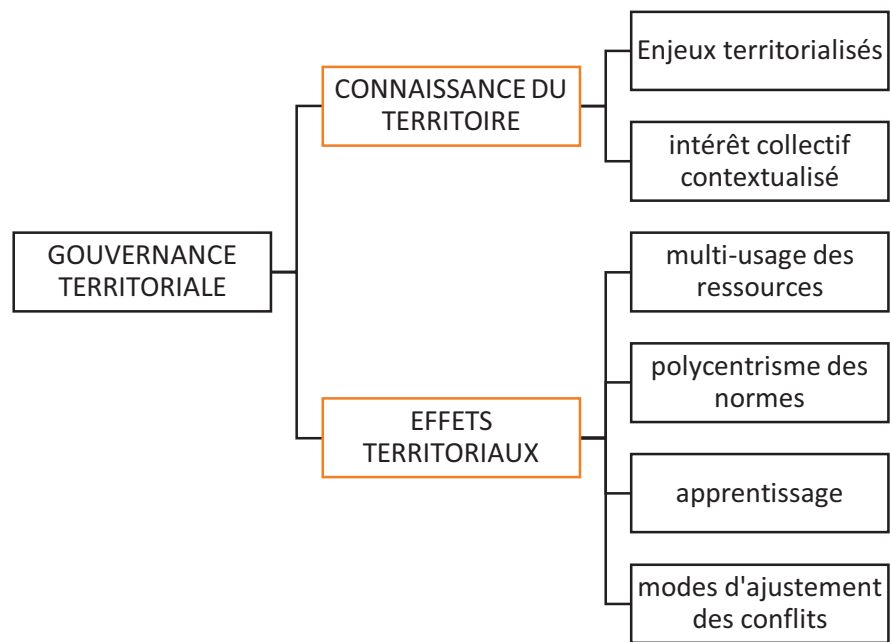 GOUVERNANCE
TERRITORIALE
CONNAISSANCE DU
TERRITOIRE
Enjeux territorialisés
intérêt collectif
contextualisé
EFFETS
TERRITORIAUX
multi-usage des
ressources
polycentrisme des
normes
apprentissage
modes d'ajustement
des conflits